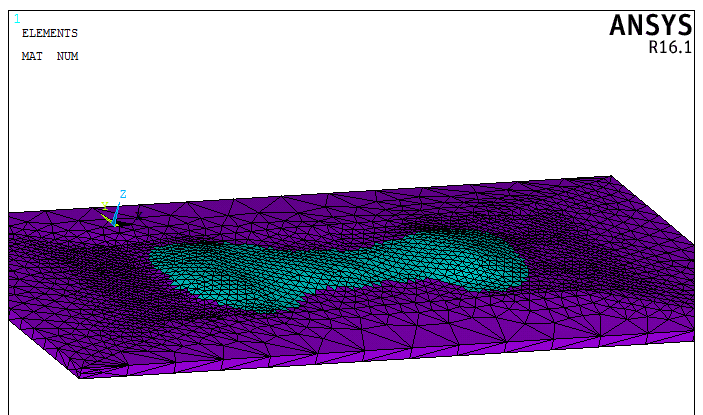 1
ELEMENTS
MAT NUM
ANSYS
R16.1
Z
Y